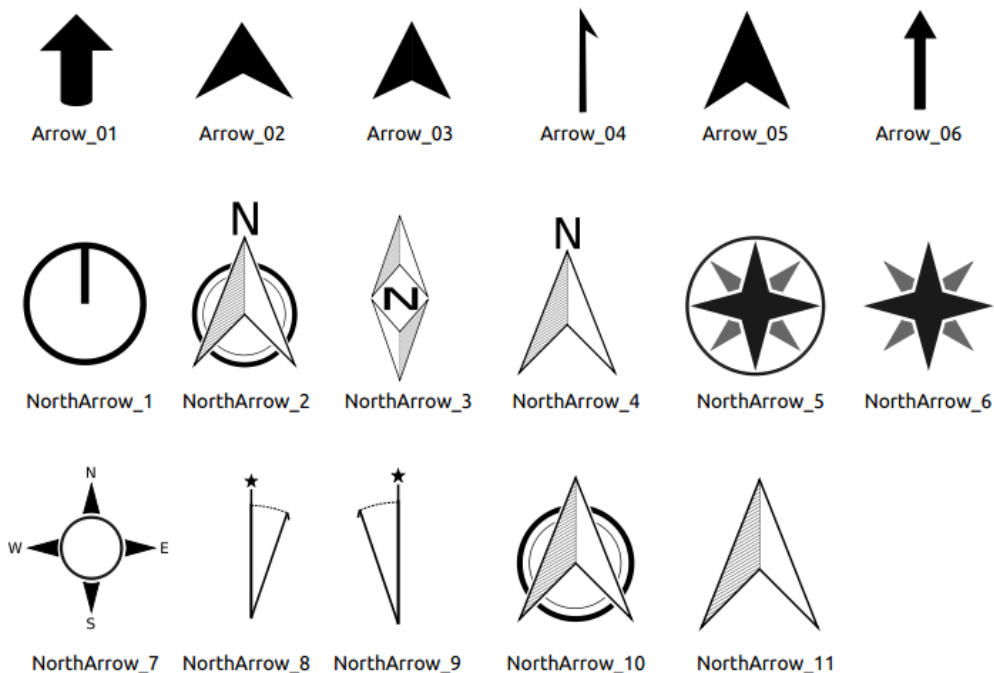 Arrow_01 Arrow_02 Arrow_03 Arrow_04 Arrow_05 Arrow_06
N N N
NorthArrow_1 NorthArrow_2 NorthArrow_3 NorthArrow_4 NorthArrow_5 NorthArrow_6
N
W E
S
NorthArrow_7 NorthArrow_8 NorthArrow_9 NorthArrow_10 NorthArrow_11